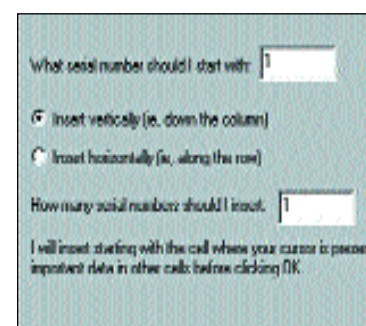 What serial number should I start with: 1
Insert vertically (ie, down the column)
Insert horizontally (ie, along the row)
How many serial numbers should I insert. 1
I will insert starting with the cell where your cursor is
important data in other cells before clicking OK